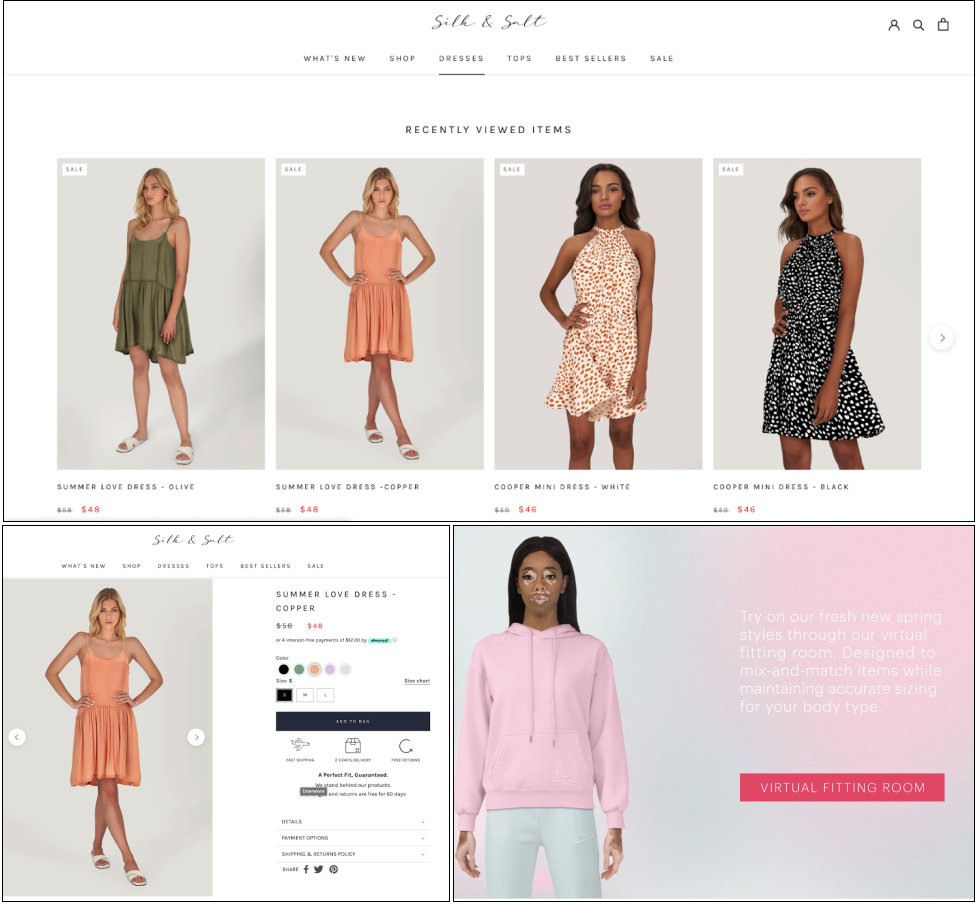 Silk & Salt
WHAT'S NEW SHOP DRESSES TOPS BEST SELLERS SALE
RECENTLY VIEWED ITEMS
SALE SALE SALE SALE
SUMMER LOVE DRESS - OLIVE
$58 $48
SUMMER LOVE DRESS -COPPER
$58 $48
COOPER MINI DRESS - WHITE
$50 $46
COOPER MINI DRESS - BLACK
$50 $46
Silk & Salt
WHAT'S NEW SHOP DRESSES TOPS BEST SELLERS SALE
SUMMER LOVE DRESS -
COPPER
$58 $48
or 4 interest-free payments of $12.00 by afterpay
Color
Size: S Size chart
S M L
ADD TO BAG
FAST SHIPPING 2-5 DAYS DELIVERY FREE RETURNS
A Perfect Fit, Guaranteed.
We stand behind our products.
Extensions
and returns are free for 60 days
DETAILS
PAYMENT OPTIONS
SHIPPING & RETURNS POLICY
SHARE
Try on our fresh new spring
styles through our virtual
fitting room. Designed to
mix-and-match items while
maintaining accurate sizing
for your body type.
VIRTUAL FITTING ROOM